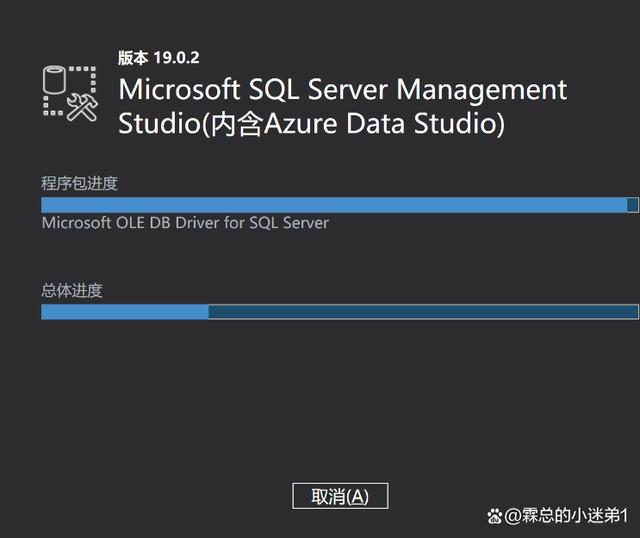 版本 19.0.2
Microsoft SQL Server Management
Studio(内含Azure Data Studio)
程序包进度
Microsoft OLE DB Driver for SQL Server
总体进度
取消(A)
@霖总的小迷弟1